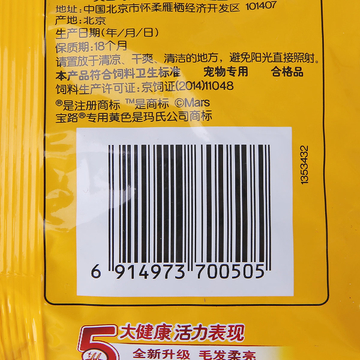 地址:中国北京市怀柔雁栖经济开发区 101407
产地:北京
生产日期(年/月/日)
保质期:18个月
请置放于清凉、干爽、清洁的地方,避免阳光直接照射.
本产品符合饲料卫生标准 宠物专用 合格品
饲料生产许可证:京饲证(2014)11048
®是注册商标 ™是商标 ©Mars
宝路®专用黄色是玛氏公司商标
1353432
6 914973 700505
5大健康 活力表现
全新升级 毛发柔亮